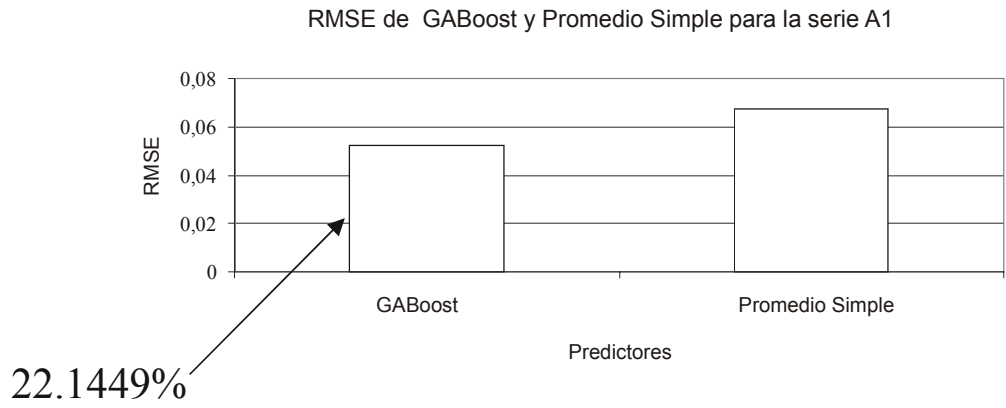 RMSE de GABoost y Promedio Simple para la serie A1
0,08
0,06
0,04
0,02
0
RMSE
GABoost
Promedio Simple
Predictores
22.1449%